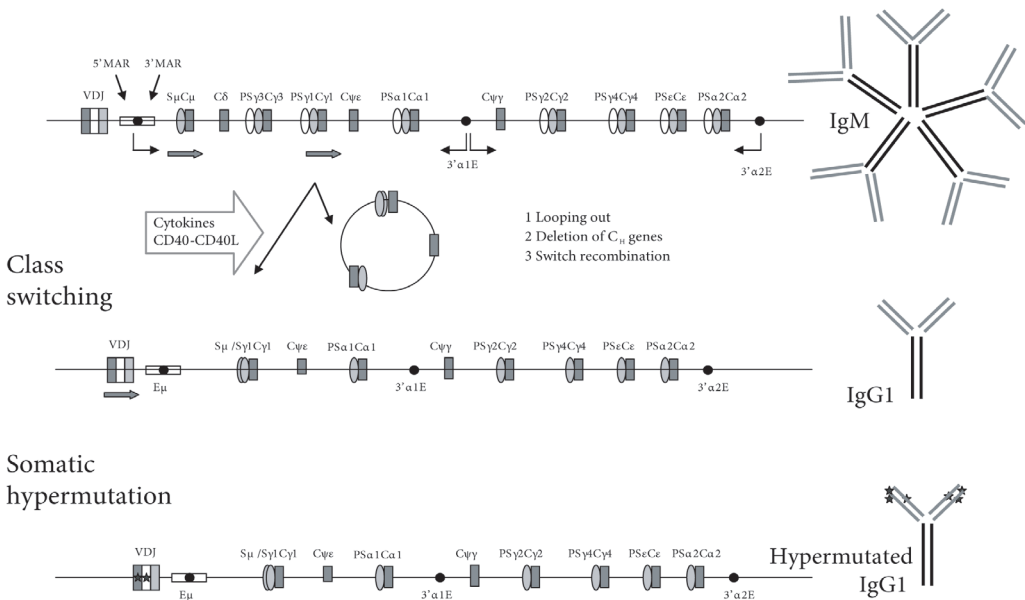 5’MAR 3’MAR
VDJ SμCμ Cδ PSγ3Cγ3 PSγ1Cγ1 Cψε PSα1Cα1 Cψγ PSγ2Cγ2 PSγ4Cγ4 PSεCε PSα2Cα2
IgM
3’α1E 3’α2E
Cytokines
CD40-CD40L
1 Looping out
2 Deletion of C_H genes
3 Switch recombination
Class
switching
VDJ Sμ /Sγ1Cγ1 Cψε PSα1Cα1 Cψγ PSγ2Cγ2 PSγ4Cγ4 PSεCε PSα2Cα2
Eμ 3’α1E 3’α2E
IgG1
Somatic
hypermutation
VDJ Sμ /Sγ1Cγ1 Cψε PSα1Cα1 Cψγ PSγ2Cγ2 PSγ4Cγ4 PSεCε PSα2Cα2
Hypermutated
IgG1
Eμ 3’α1E 3’α2E